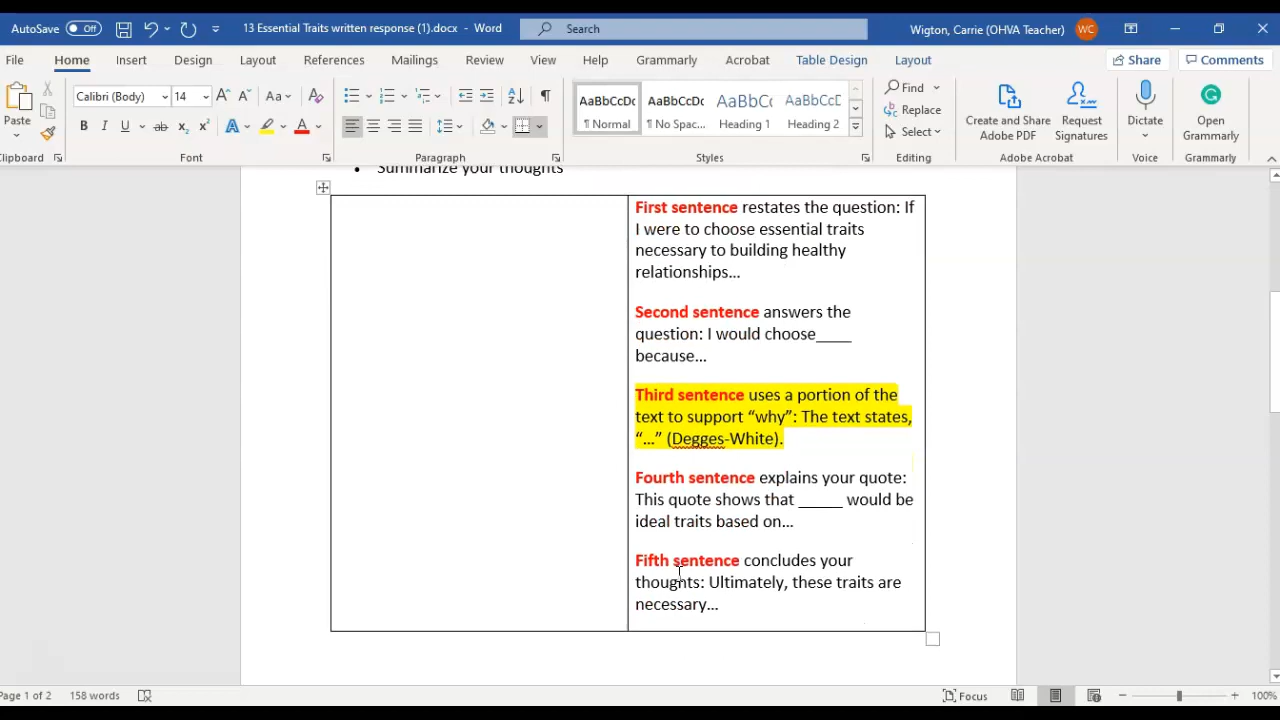 AutoSave Off 13 Essential Traits written response (1).docx - Word Search Wigton, Carrie (OHVA Teacher) WC
File Home Insert Design Layout References Mailings Review View Help Grammarly Acrobat Table Design Layout Share Comments
Calibri (Body) 14 Aa AaBbCcDc AaBbCcDc AaBbCc AaBbCcD Find
Paste Normal No Spac... Heading 1 Heading 2 Replace Create and Share Adobe PDF Request Signatures Dictate Open Grammarly
Select
Clipboard Font Paragraph Styles Editing Adobe Acrobat Voice Grammarly
• Summarize your thoughts
First sentence restates the question: If
I were to choose essential traits
necessary to building healthy
relationships...
Second sentence answers the
question: I would choose____
because...
Third sentence uses a portion of the
text to support “why”: The text states,
“...” (Degges-White).
Fourth sentence explains your quote:
This quote shows that _____ would be
ideal traits based on...
Fifth sentence concludes your
thoughts: Ultimately, these traits are
necessary...
Page 1 of 2 158 words Focus 100%